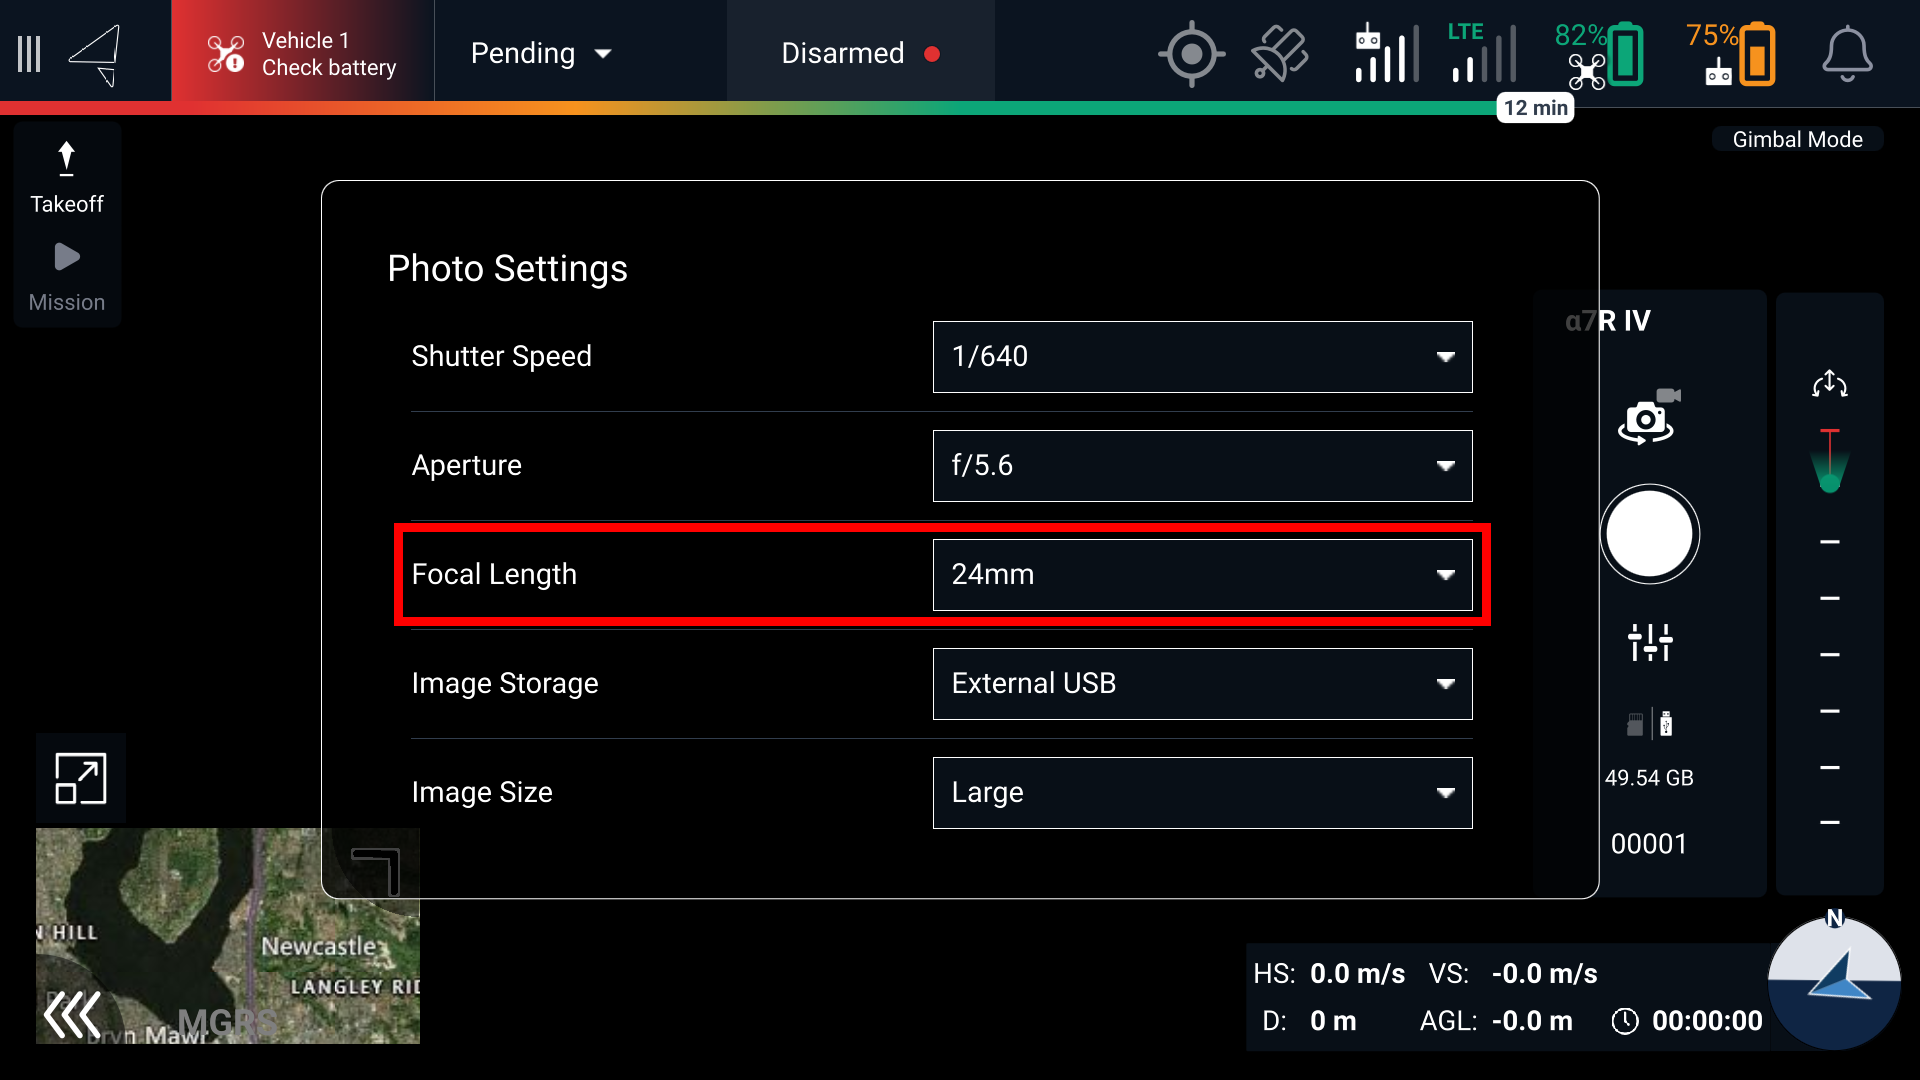 Vehicle 1
Check battery
Pending
Disarmed
LTE
82%
75%
12 min
Gimbal Mode
Takeoff
Mission
Photo Settings
Shutter Speed
1/640
Aperture
f/5.6
Focal Length
24mm
Image Storage
External USB
Image Size
Large
α7R IV
49.54 GB
00001
N HILL
Newcastle
LANGLEY RID
MGRS
Bryn Mawr
N
HS: 0.0 m/s VS: -0.0 m/s
D: 0 m AGL: -0.0 m 00:00:00